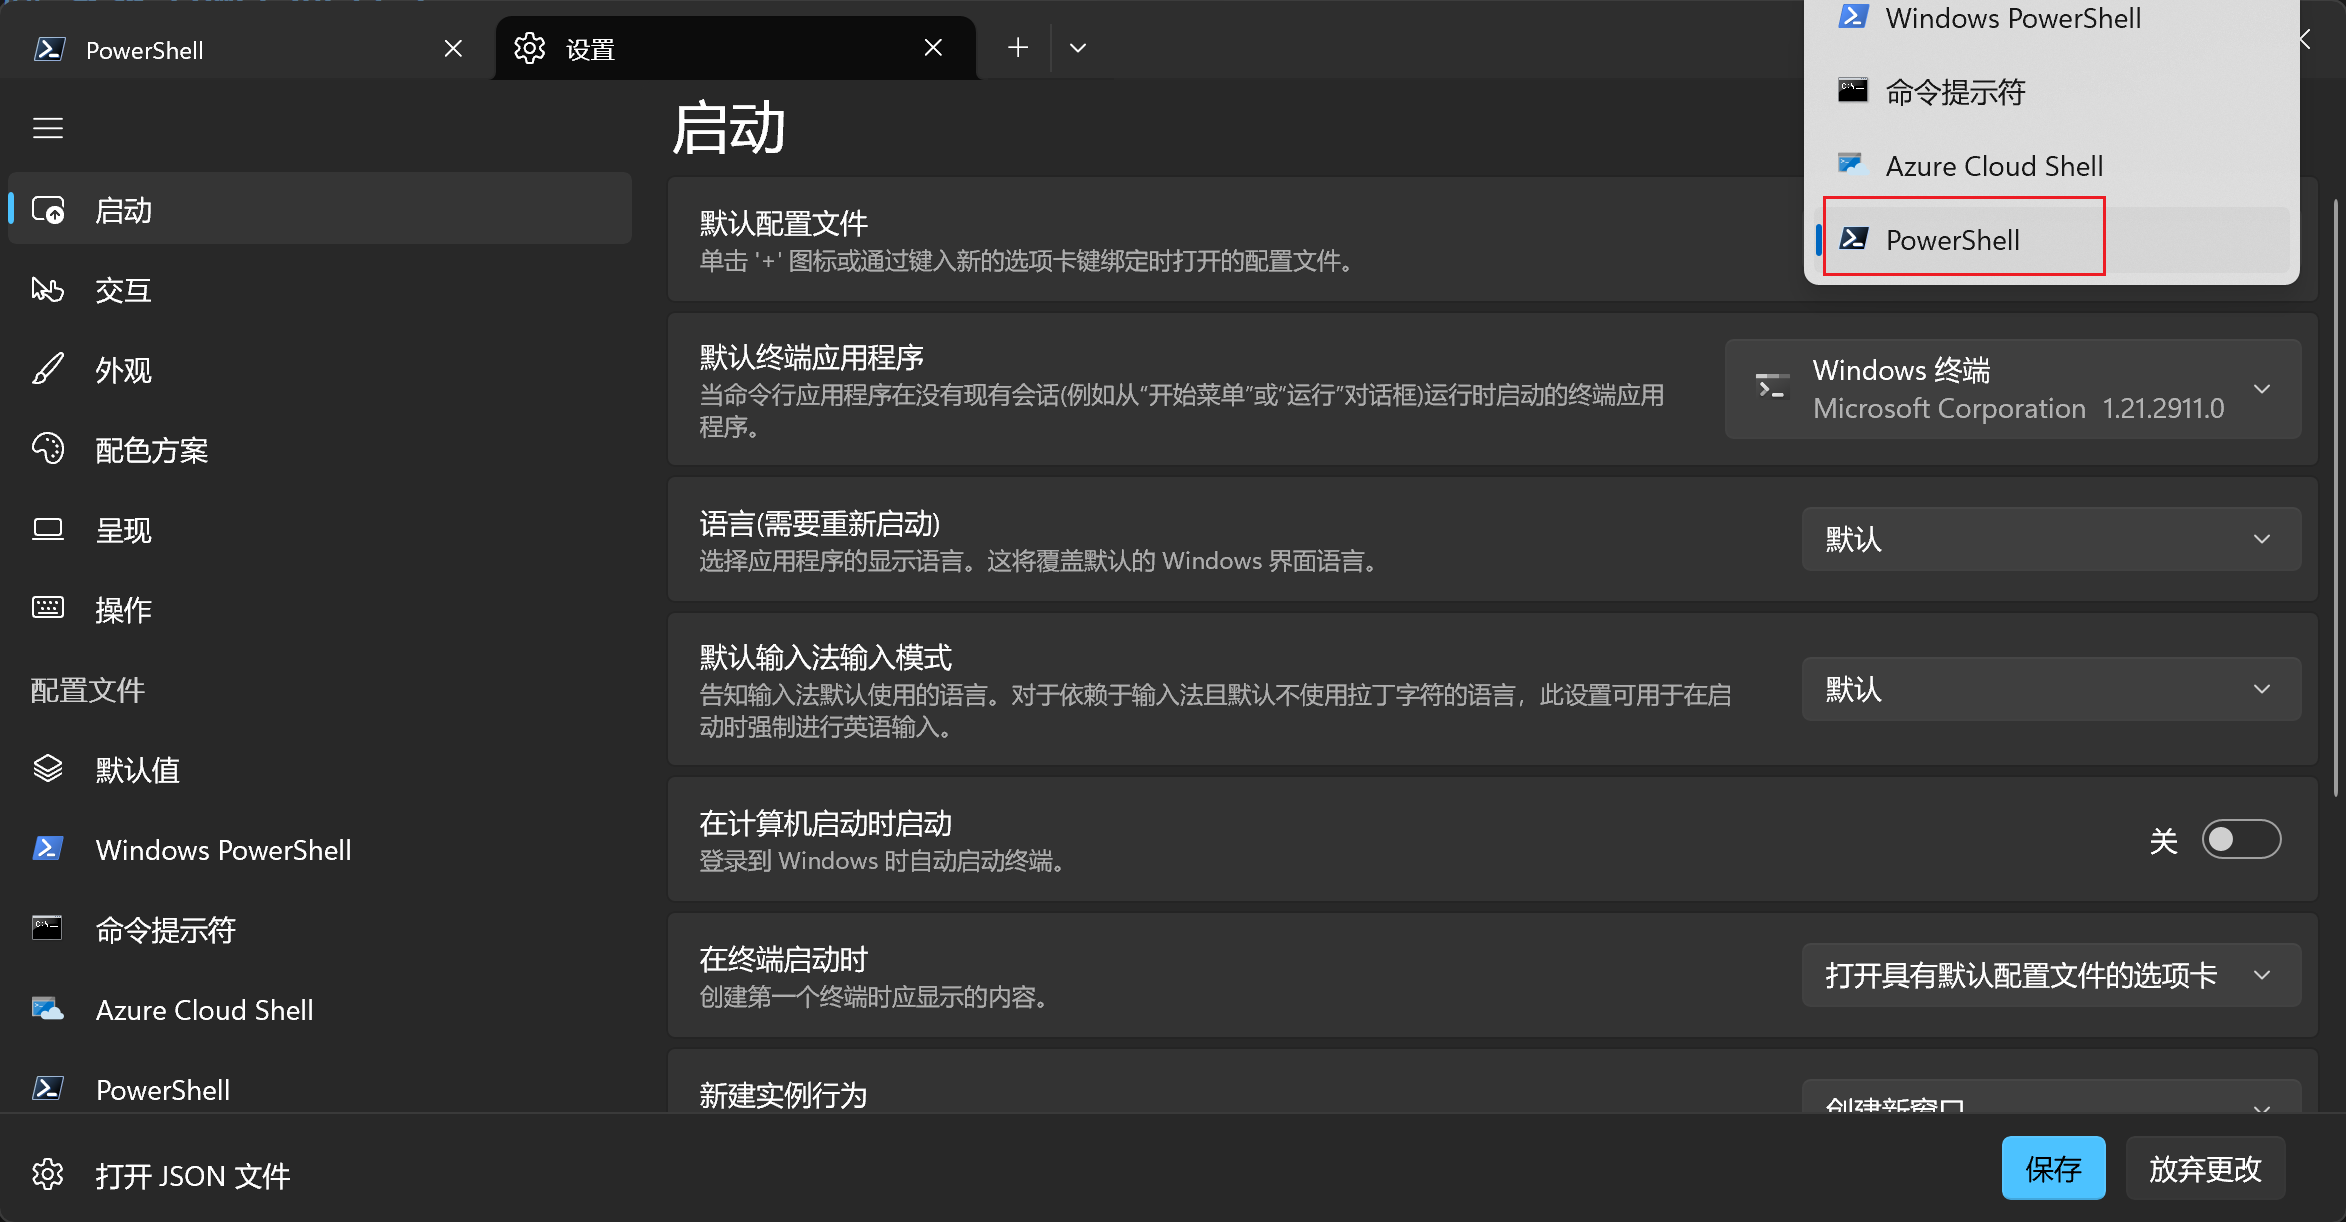 PowerShell
设置
启动
交互
外观
配色方案
呈现
操作
配置文件
默认值
Windows PowerShell
命令提示符
Azure Cloud Shell
PowerShell
打开 JSON 文件
启动
默认配置文件
单击 '+' 图标或通过键入新的选项卡键绑定时打开的配置文件。
Windows PowerShell
命令提示符
Azure Cloud Shell
PowerShell
默认终端应用程序
当命令行应用程序在没有现有会话(例如从“开始菜单”或“运行”对话框)运行时启动的终端应用
程序。
Windows 终端
Microsoft Corporation 1.21.2911.0
语言(需要重新启动)
选择应用程序的显示语言。这将覆盖默认的 Windows 界面语言。
默认
默认输入法输入模式
告知输入法默认使用的语言。对于依赖于输入法且默认不使用拉丁字符的语言，此设置可用于在启
动时强制进行英语输入。
默认
在计算机启动时启动
登录到 Windows 时自动启动终端。
关
在终端启动时
创建第一个终端时应显示的内容。
打开具有默认配置文件的选项卡
新建实例行为
创建新窗口
保存
放弃更改